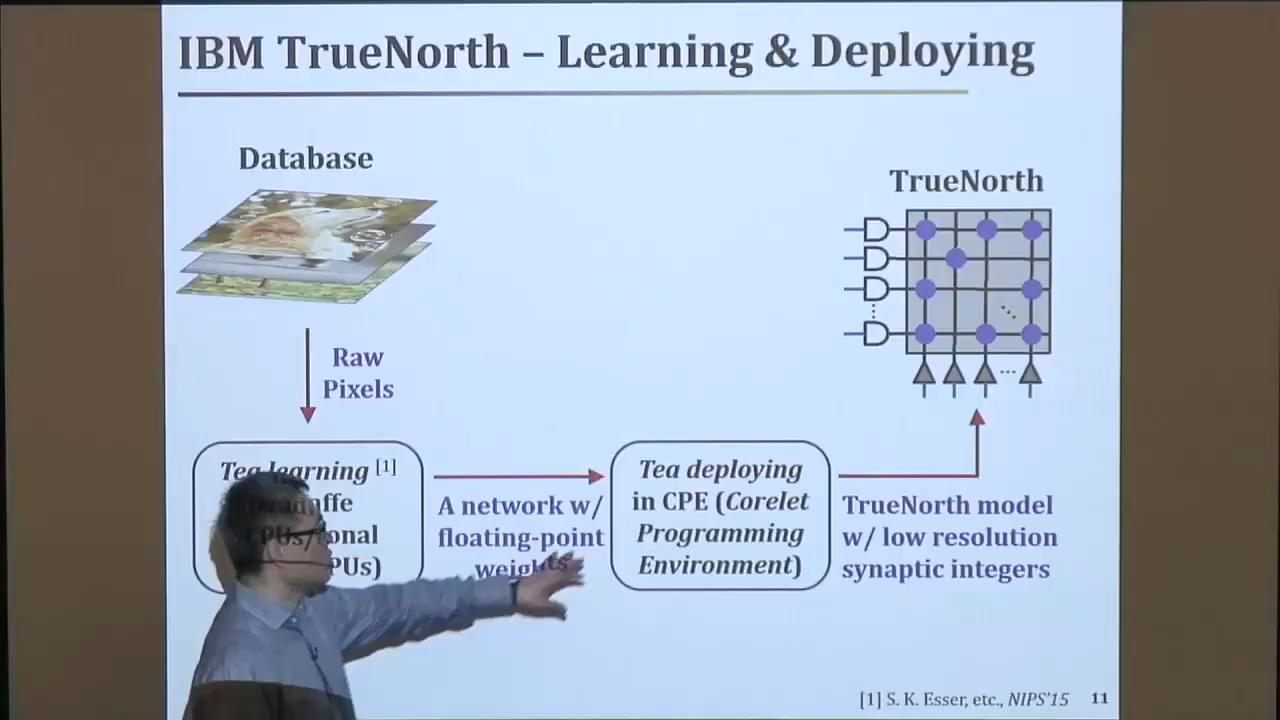 IBM TrueNorth – Learning & Deploying
Database
TrueNorth
Raw
Pixels
Tea learning [1]
A network w/
floating-point
weights
Tea deploying
in CPE (Corelet
Programming
Environment)
TrueNorth model
w/ low resolution
synaptic integers
[1] S. K. Esser, etc., NIPS'15 11